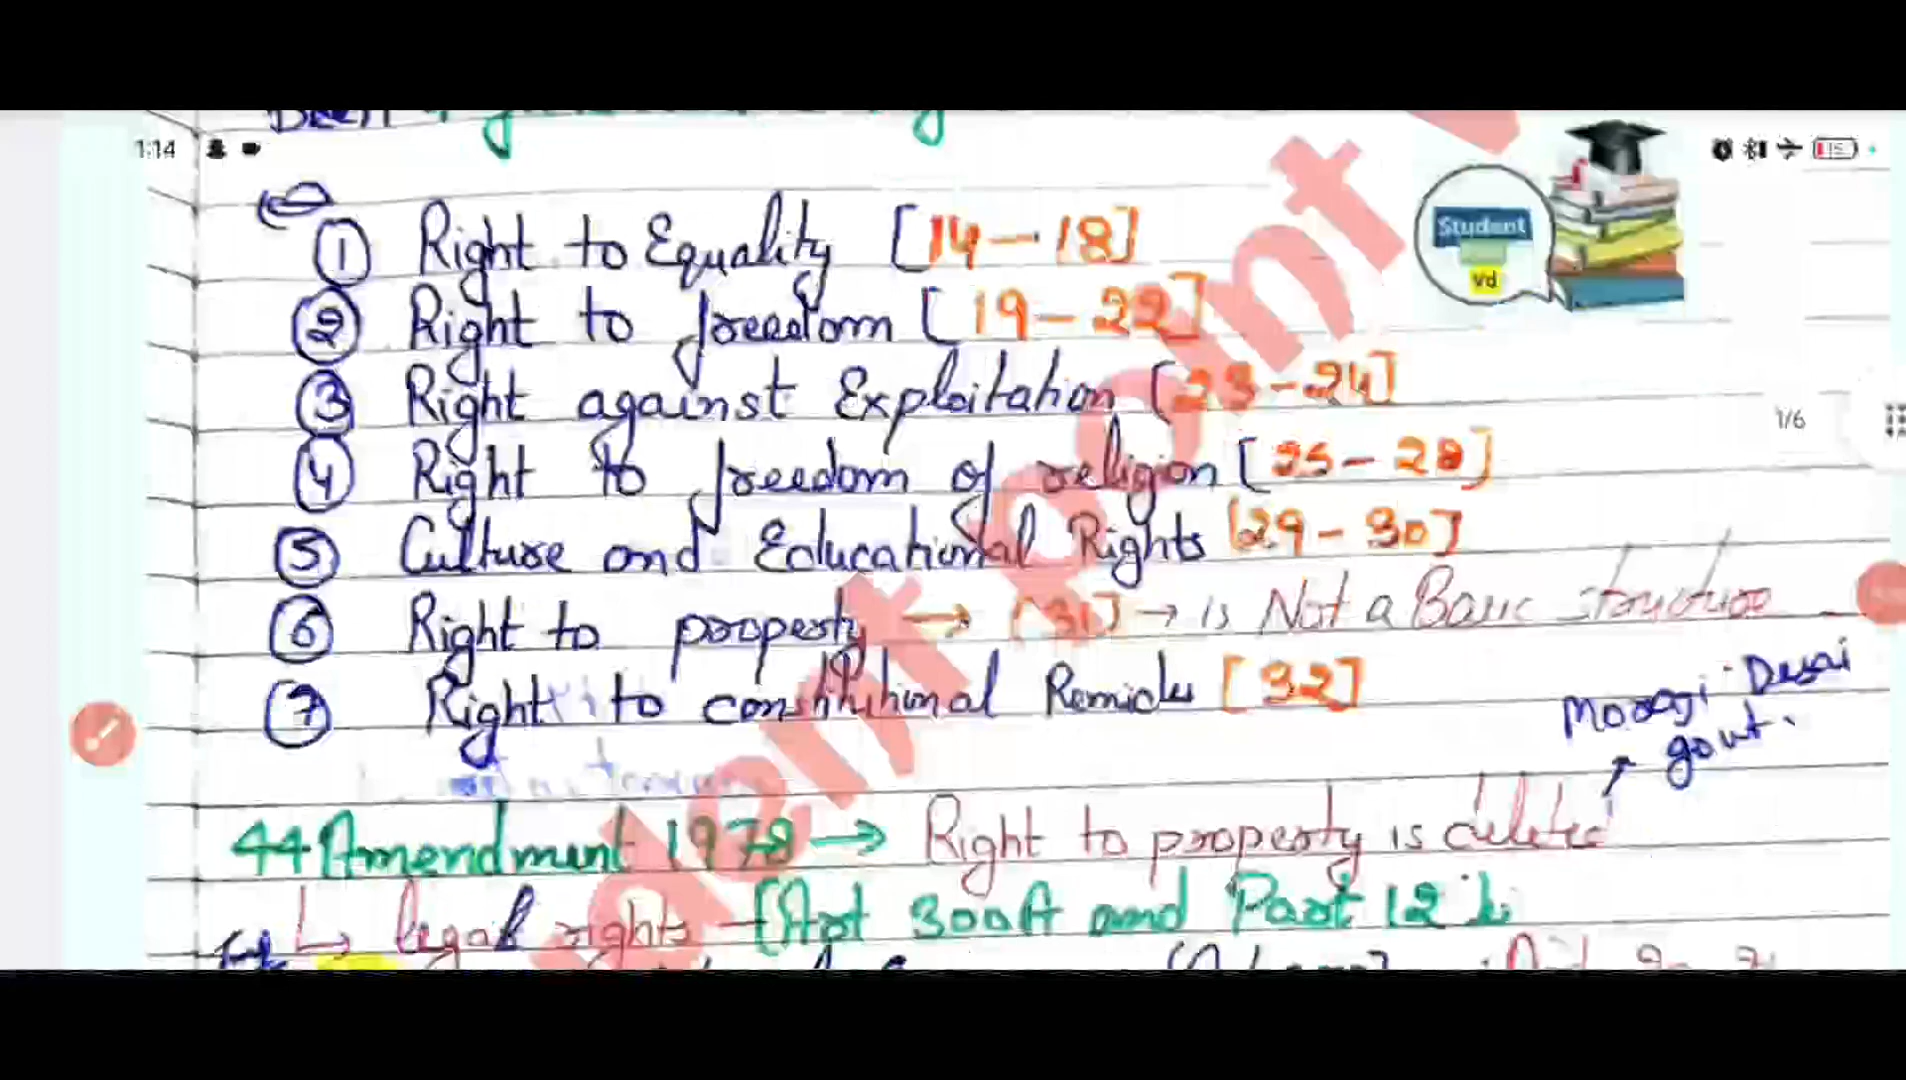 1:14
① Right to Equality [14-18]
② Right to freedom [19-22]
③ Right against Exploitation [23-24]
④ Right to freedom of religion [25-28]
⑤ Culture and Educational Rights [29-30]
⑥ Right to property → [31] → is Not a Basic structure
⑦ Right to constitutional [32]
Moraji Desai
govt.
44 Amendment 1978 → Right to property is deleted
↳ legal rights - [Art 300A and Part 12
Student
Vd
1/6